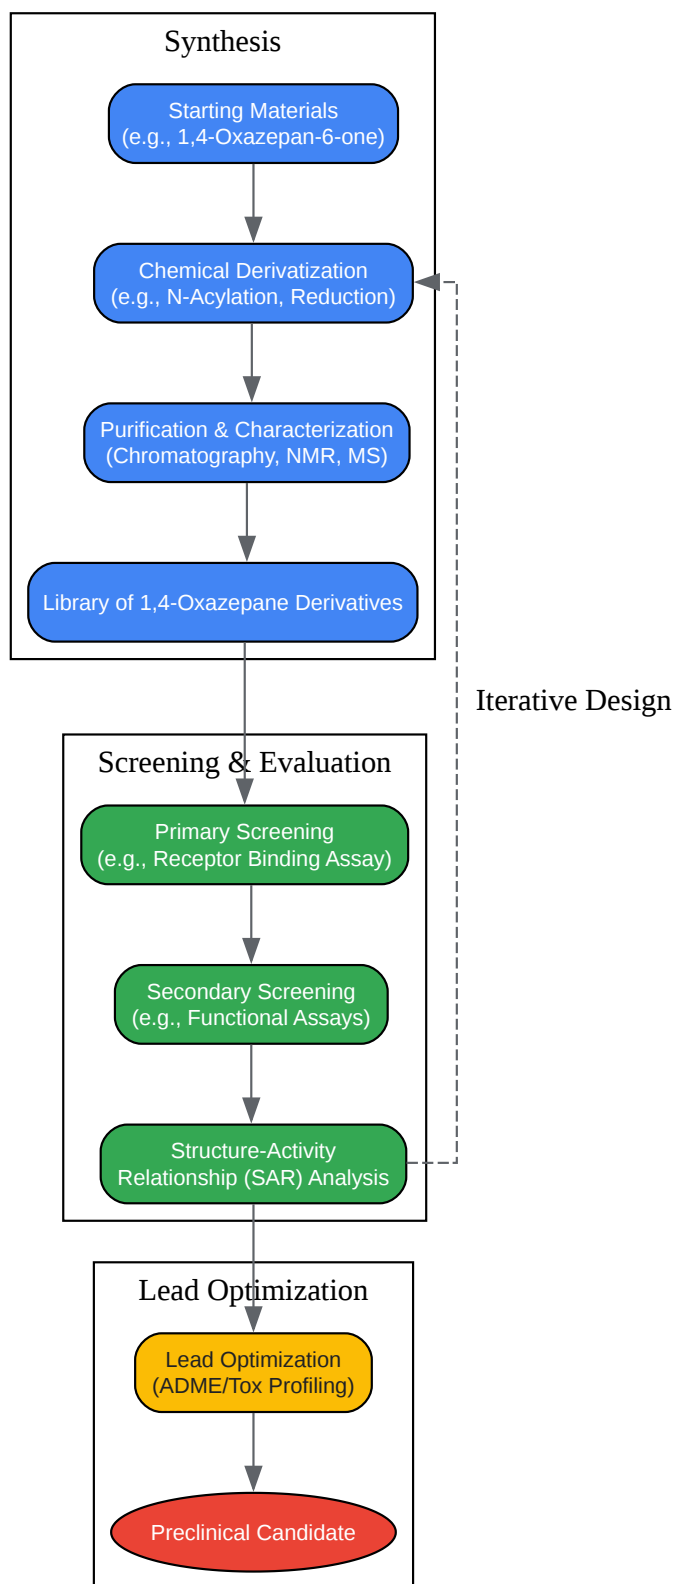 Synthesis
Starting Materials
(e.g., 1,4-Oxazepan-6-one)
Chemical Derivatization
(e.g., N-Acylation, Reduction)
Purification & Characterization
(Chromatography, NMR, MS)
Library of 1,4-Oxazepane Derivatives
Iterative Design
Screening & Evaluation
Primary Screening
(e.g., Receptor Binding Assay)
Secondary Screening
(e.g., Functional Assays)
Structure-Activity
Relationship (SAR) Analysis
Lead Optimization
Lead Optimization
(ADME/Tox Profiling)
Preclinical Candidate